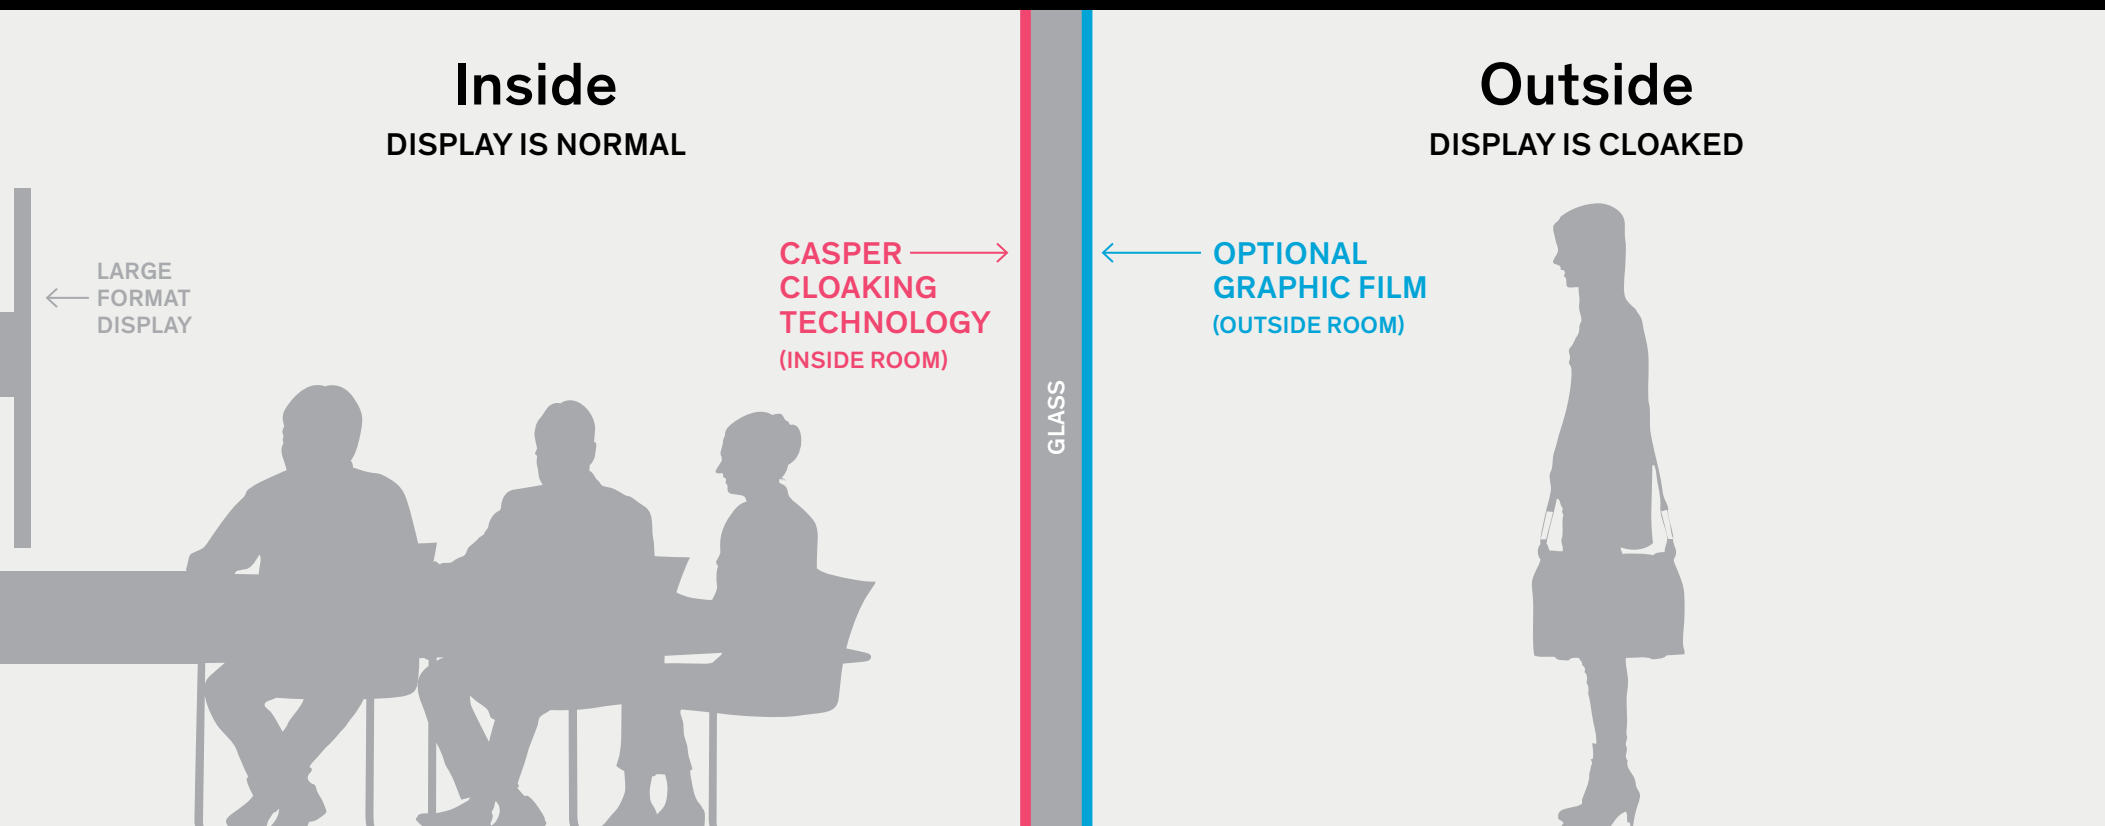 Inside
DISPLAY IS NORMAL
LARGE
FORMAT
DISPLAY
CASPER
CLOAKING
TECHNOLOGY
(INSIDE ROOM)
GLASS
Outside
DISPLAY IS CLOAKED
OPTIONAL
GRAPHIC FILM
(OUTSIDE ROOM)